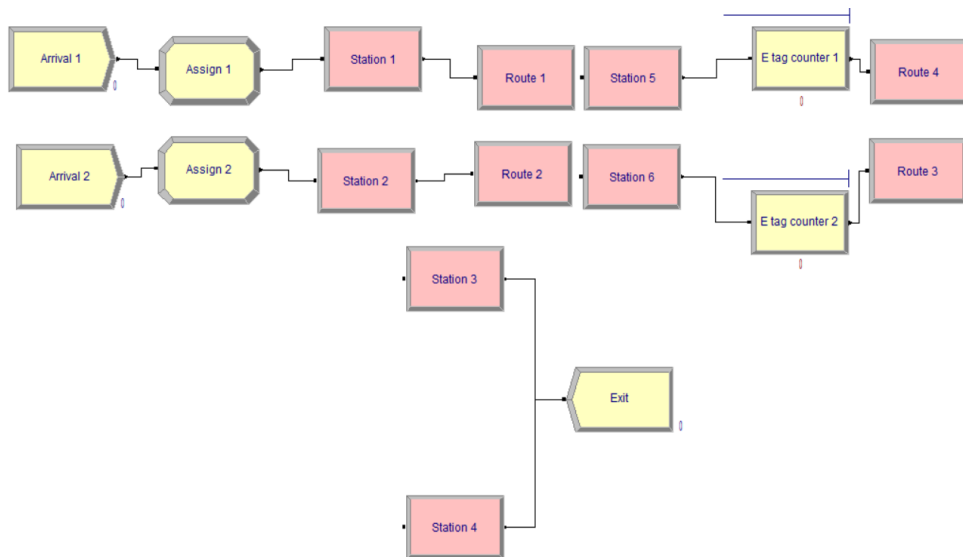 Arrival 1
Assign 1
Station 1
Route 1
Station 5
E tag counter 1
Route 4
0
0
Arrival 2
Assign 2
Station 2
Route 2
Station 6
E tag counter 2
Route 3
0
0
Station 3
Exit
0
Station 4